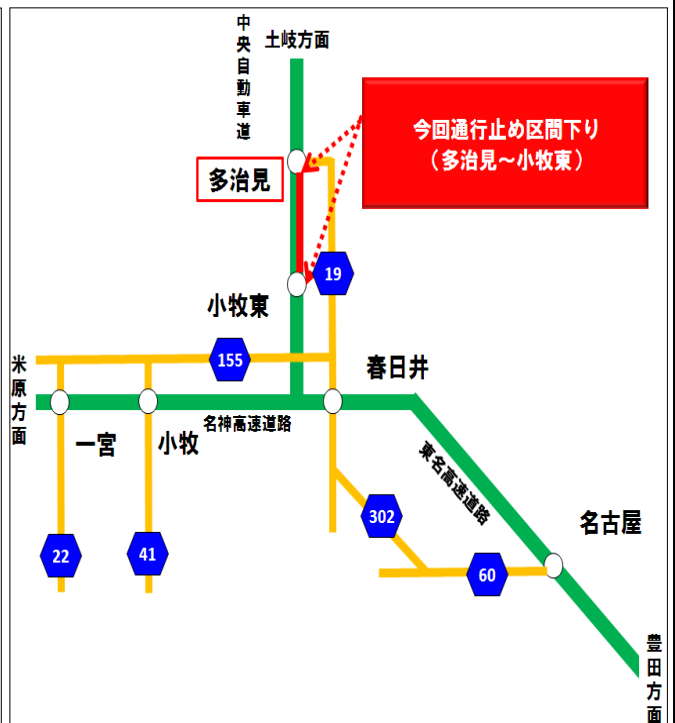 中央自動車道
土岐方面
今回通行止め区間下り
（多治見～小牧東）
多治見
19
小牧東
155
春日井
米原方面
名神高速道路
一宮
小牧
東名高速道路
302
名古屋
22
41
60
豊田方面